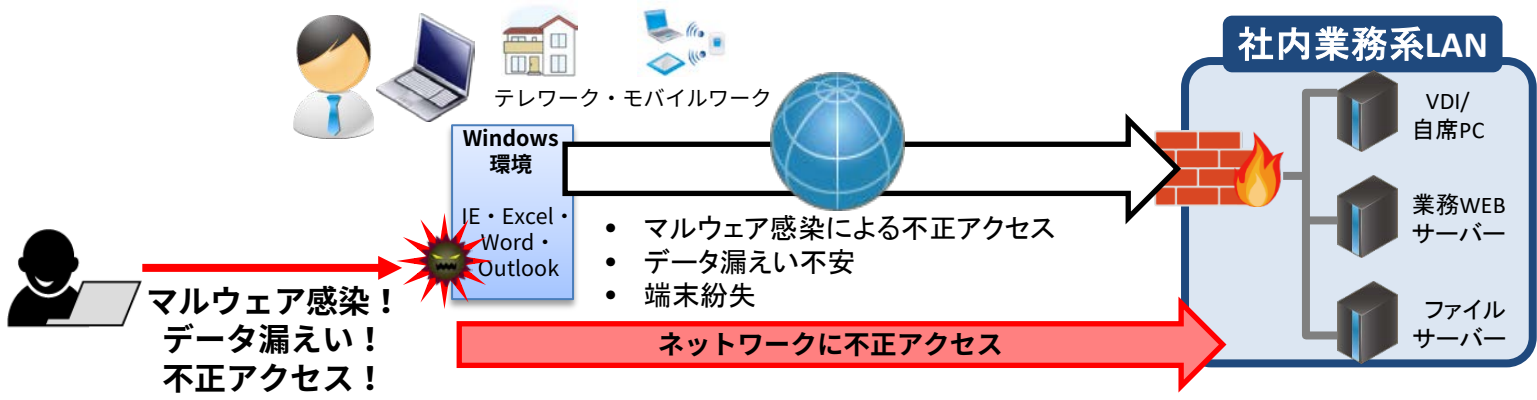 テレワーク・モバイルワーク
Windows
環境
IE・Excel・
Word・
Outlook
• マルウェア感染による不正アクセス
• データ漏えい不安
• 端末紛失
マルウェア感染！
データ漏えい！
不正アクセス！
ネットワークに不正アクセス
社内業務系LAN
VDI/
自席PC
業務WEB
サーバー
ファイル
サーバー